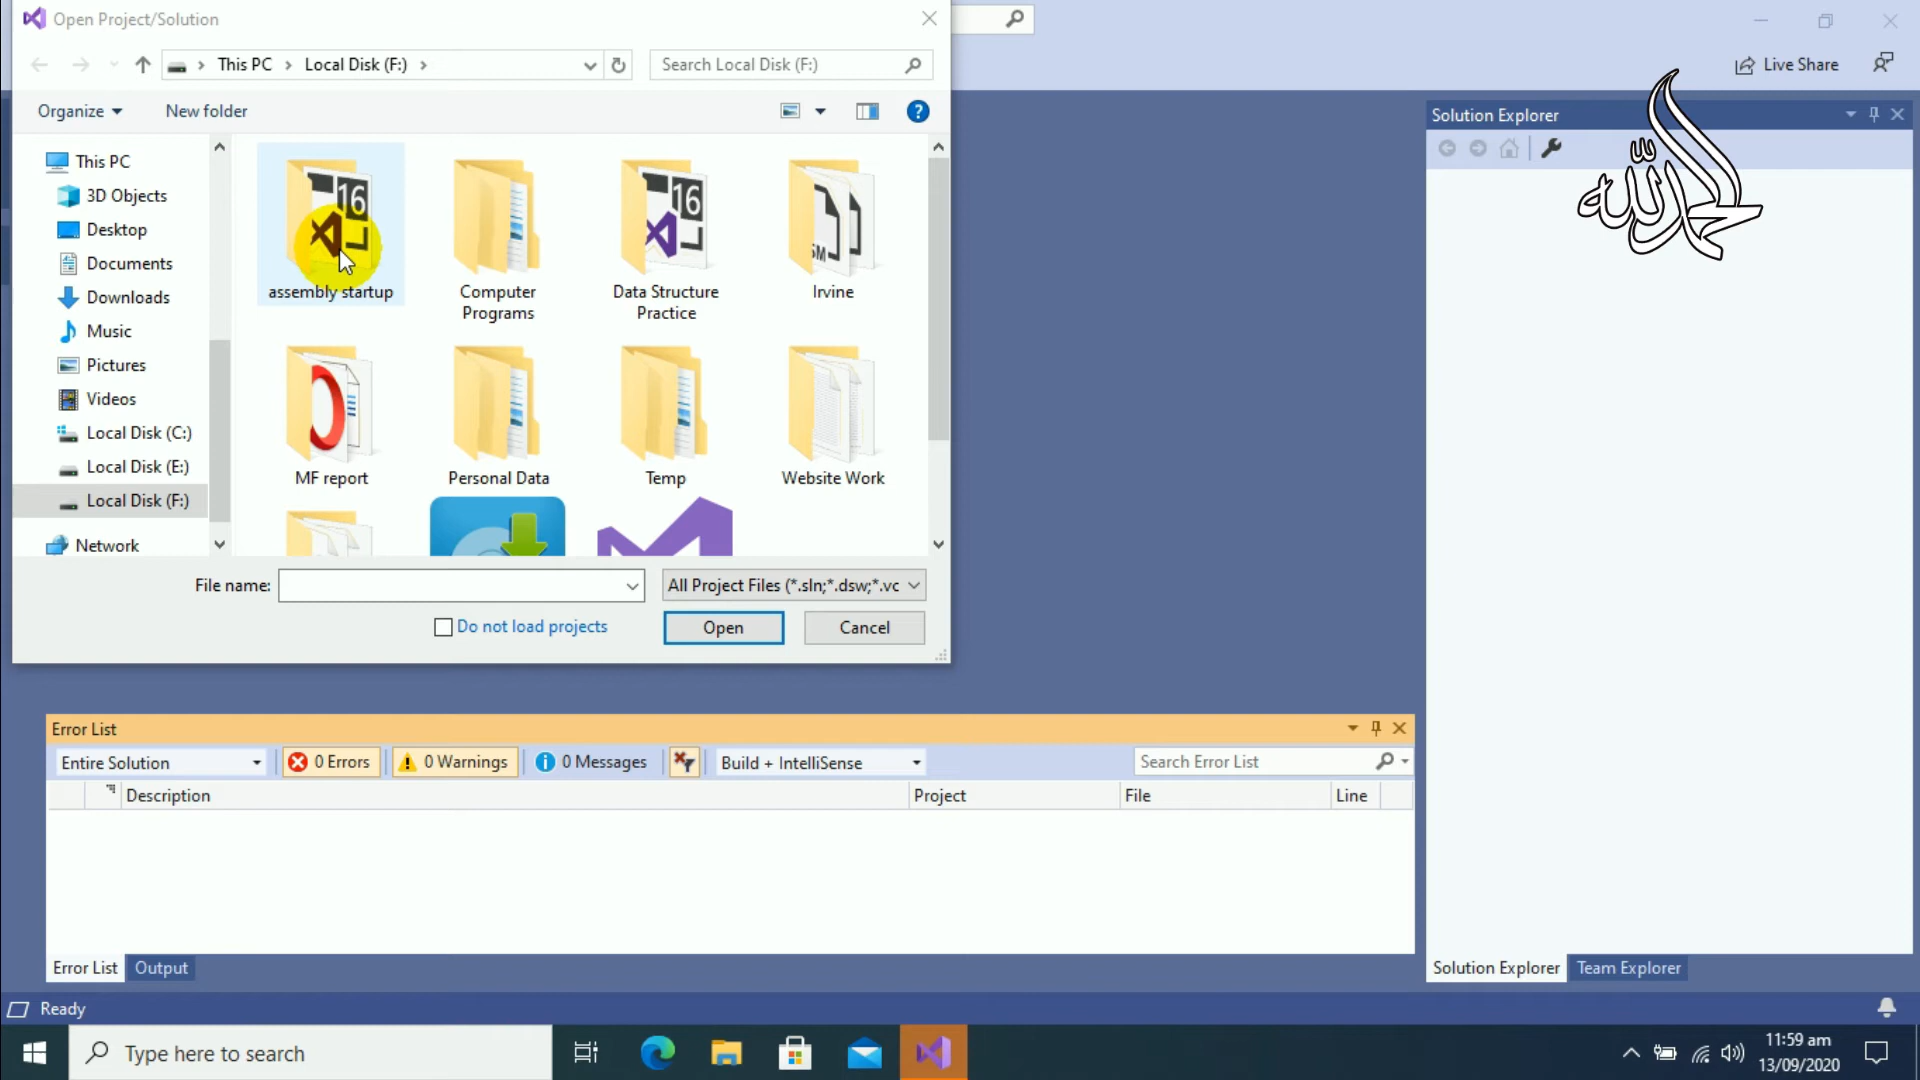 Open Project/Solution
This PC
Local Disk (F:)
Search Local Disk (F:)
Live Share
Organize
New folder
?
Solution Explorer
الحمد لله
This PC
3D Objects
Desktop
Documents
Downloads
Music
Pictures
Videos
Local Disk (C:)
Local Disk (E:)
Local Disk (F:)
Network
16
16
SM
assembly startup
Computer
Programs
Data Structure
Practice
Irvine
MF report
Personal Data
Temp
Website Work
File name:
All Project Files (*.sln;*.dsw;*.vc
Do not load projects
Open
Cancel
Error List
Entire Solution
0 Errors
0 Warnings
0 Messages
Build + IntelliSense
Search Error List
Description
Project
File
Line
Error List
Output
Solution Explorer
Team Explorer
Ready
Type here to search
11:59 am
13/09/2020